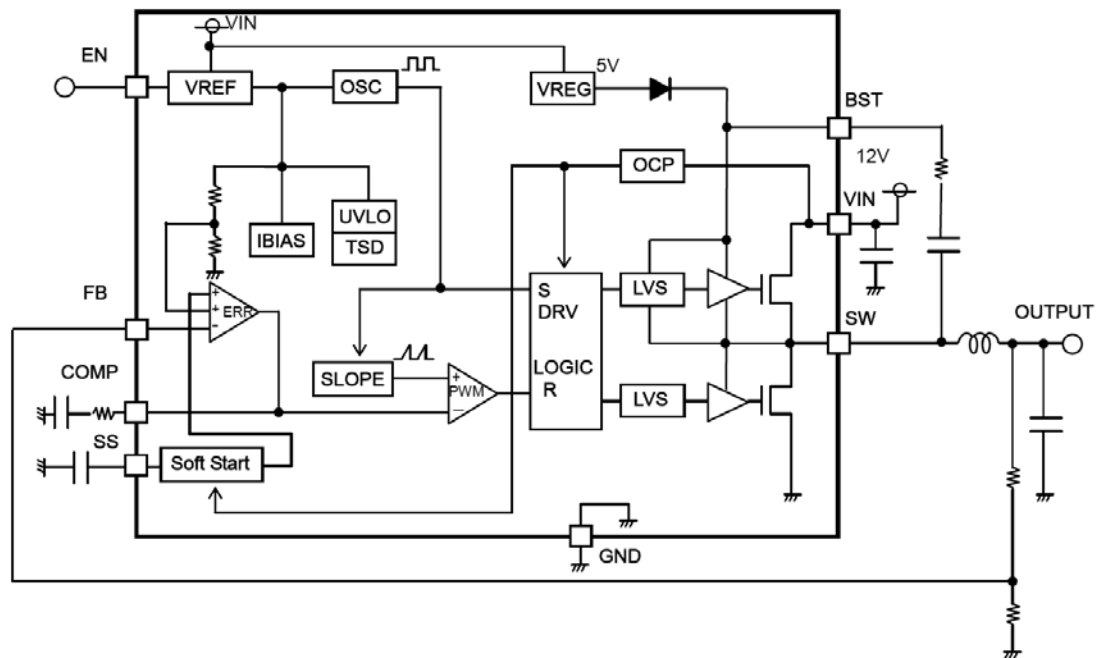 VIN
EN
VREF
OSC
VREG
5V
BST
OCP
12V
VIN
UVLO
IBIAS
TSD
LVS
S
DRV
FB
+
+
ERR
-
SW
OUTPUT
SLOPE
+
PWM
-
LOGIC
R
LVS
COMP
SS
Soft Start
GND